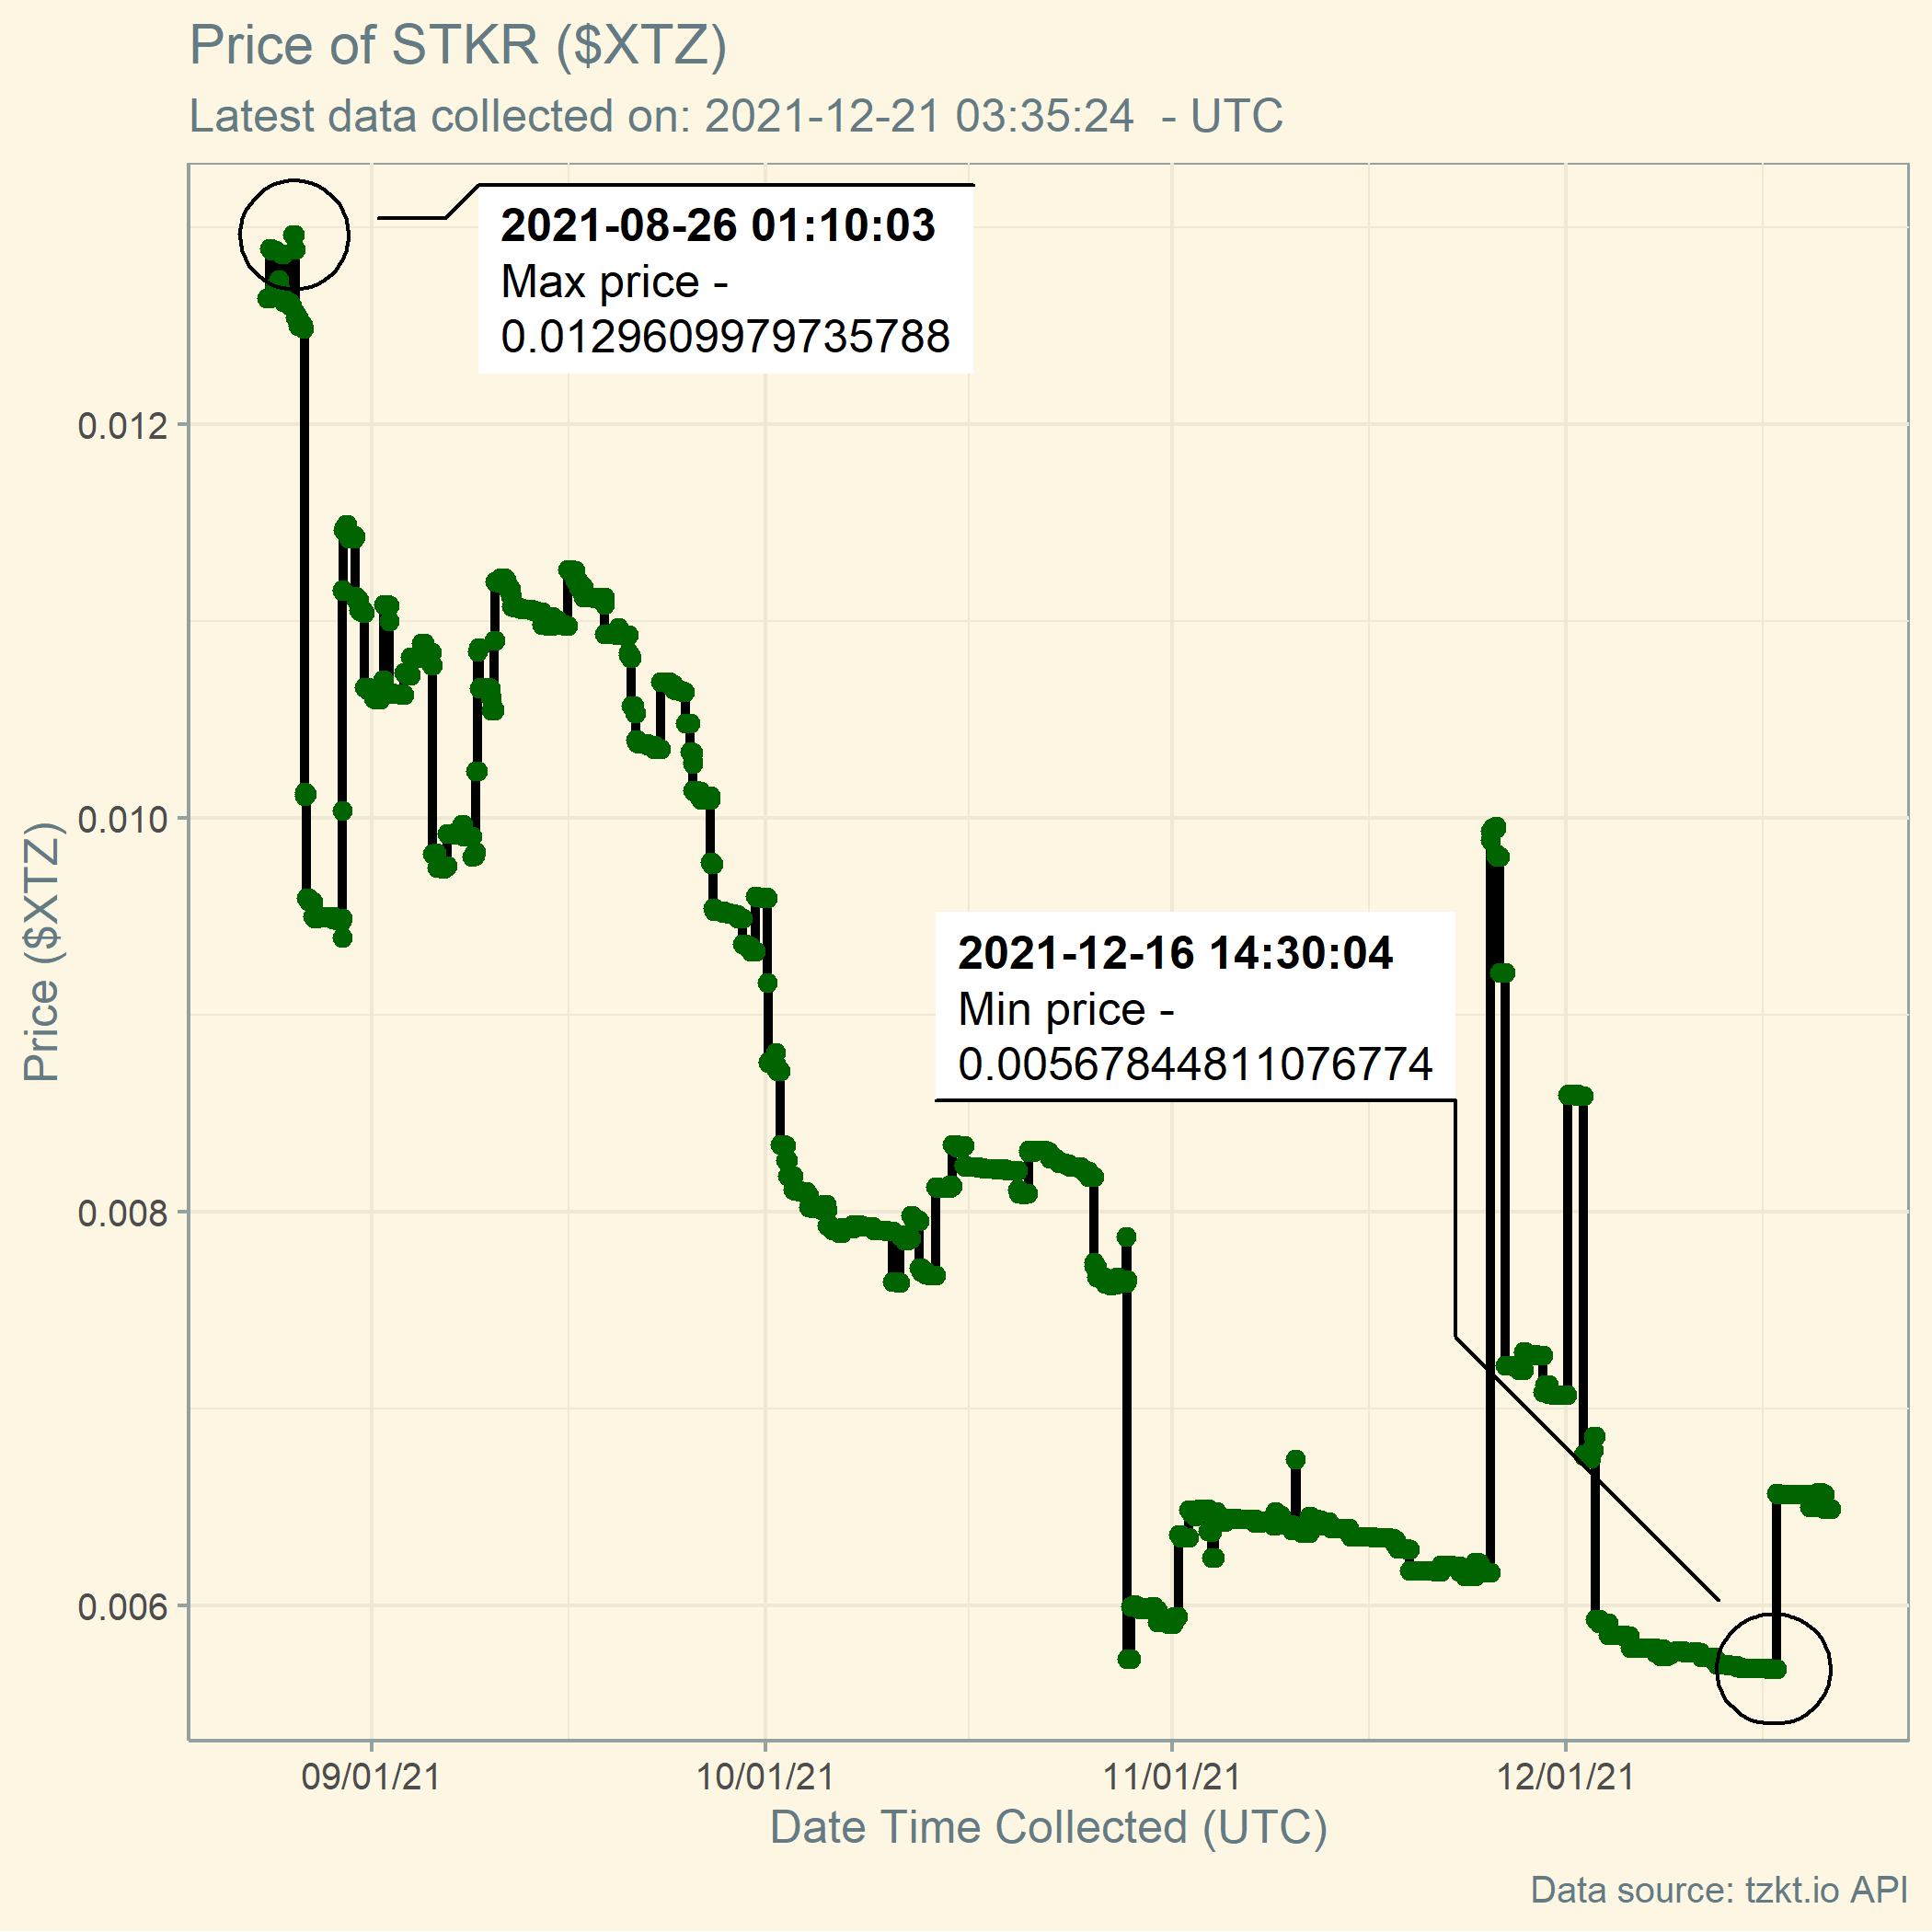 Price of STKR ($XTZ)
Latest data collected on: 2021-12-21 03:35:24  - UTC
2021-08-26 01:10:03
Max price -
0.0129609979735788
0.012
0.010
0.008
0.006
Price ($XTZ)
2021-12-16 14:30:04
Min price -
0.00567844811076774
09/01/21
10/01/21
11/01/21
12/01/21
Date Time Collected (UTC)
Data source: tzkt.io API